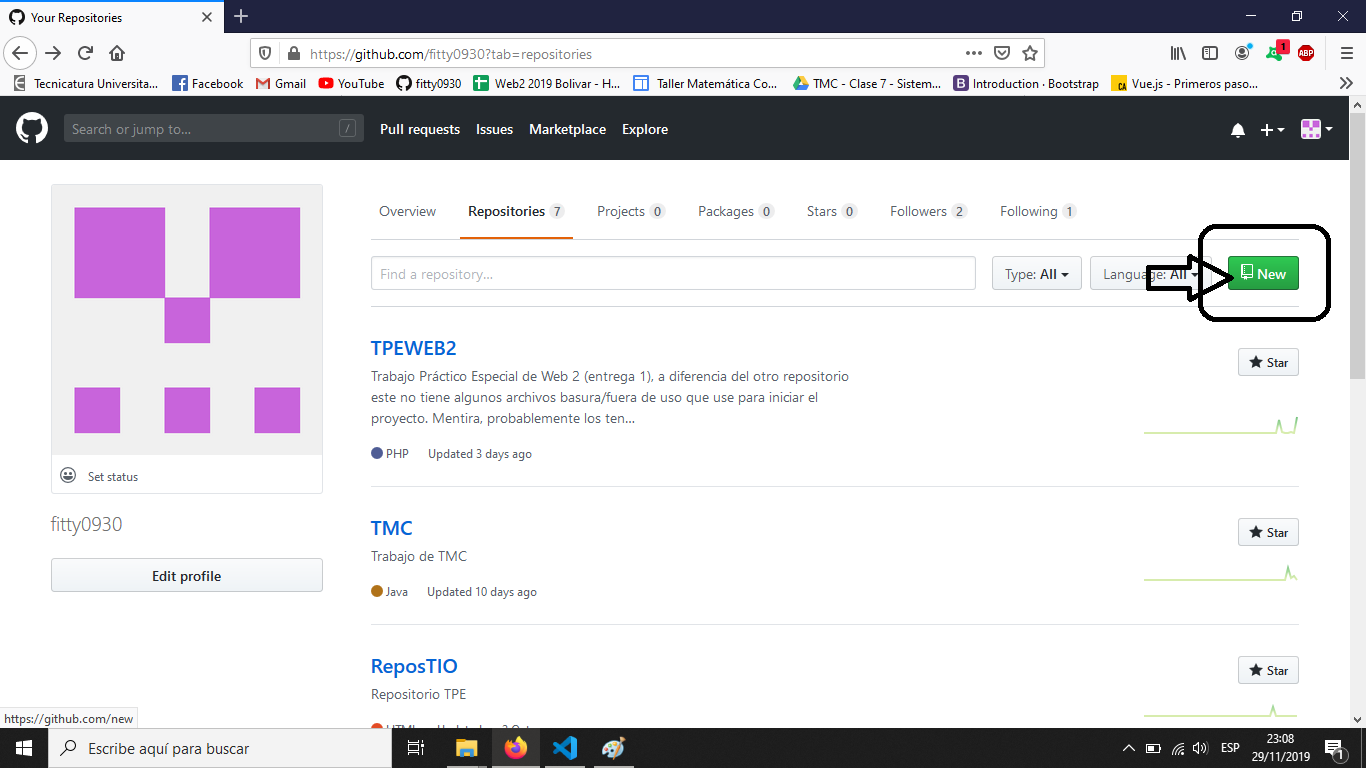 Your Repositories
https://github.com/fitty0930?tab=repositories
1
ABP
Tecnicatura Universita...
Facebook
Gmail
YouTube
fitty0930
Web2 2019 Bolivar - H...
Taller Matemática Co...
TMC - Clase 7 - Sistem...
Introduction · Bootstrap
Vue.js - Primeros paso...
Search or jump to... /
Pull requests Issues Marketplace Explore
Overview Repositories 7 Projects 0 Packages 0 Stars 0 Followers 2 Following 1
Find a repository...
Type: All
Language: All
New
TPEWEB2
Star
Trabajo Práctico Especial de Web 2 (entrega 1), a diferencia del otro repositorio
este no tiene algunos archivos basura/fuera de uso que use para iniciar el
proyecto. Mentira, probablemente los ten...
PHP Updated 3 days ago
Set status
fitty0930
Edit profile
TMC
Star
Trabajo de TMC
Java Updated 10 days ago
ReposTIO
Star
Repositorio TPE
https://github.com/new
Escribe aquí para buscar
ESP
23:08
29/11/2019
1